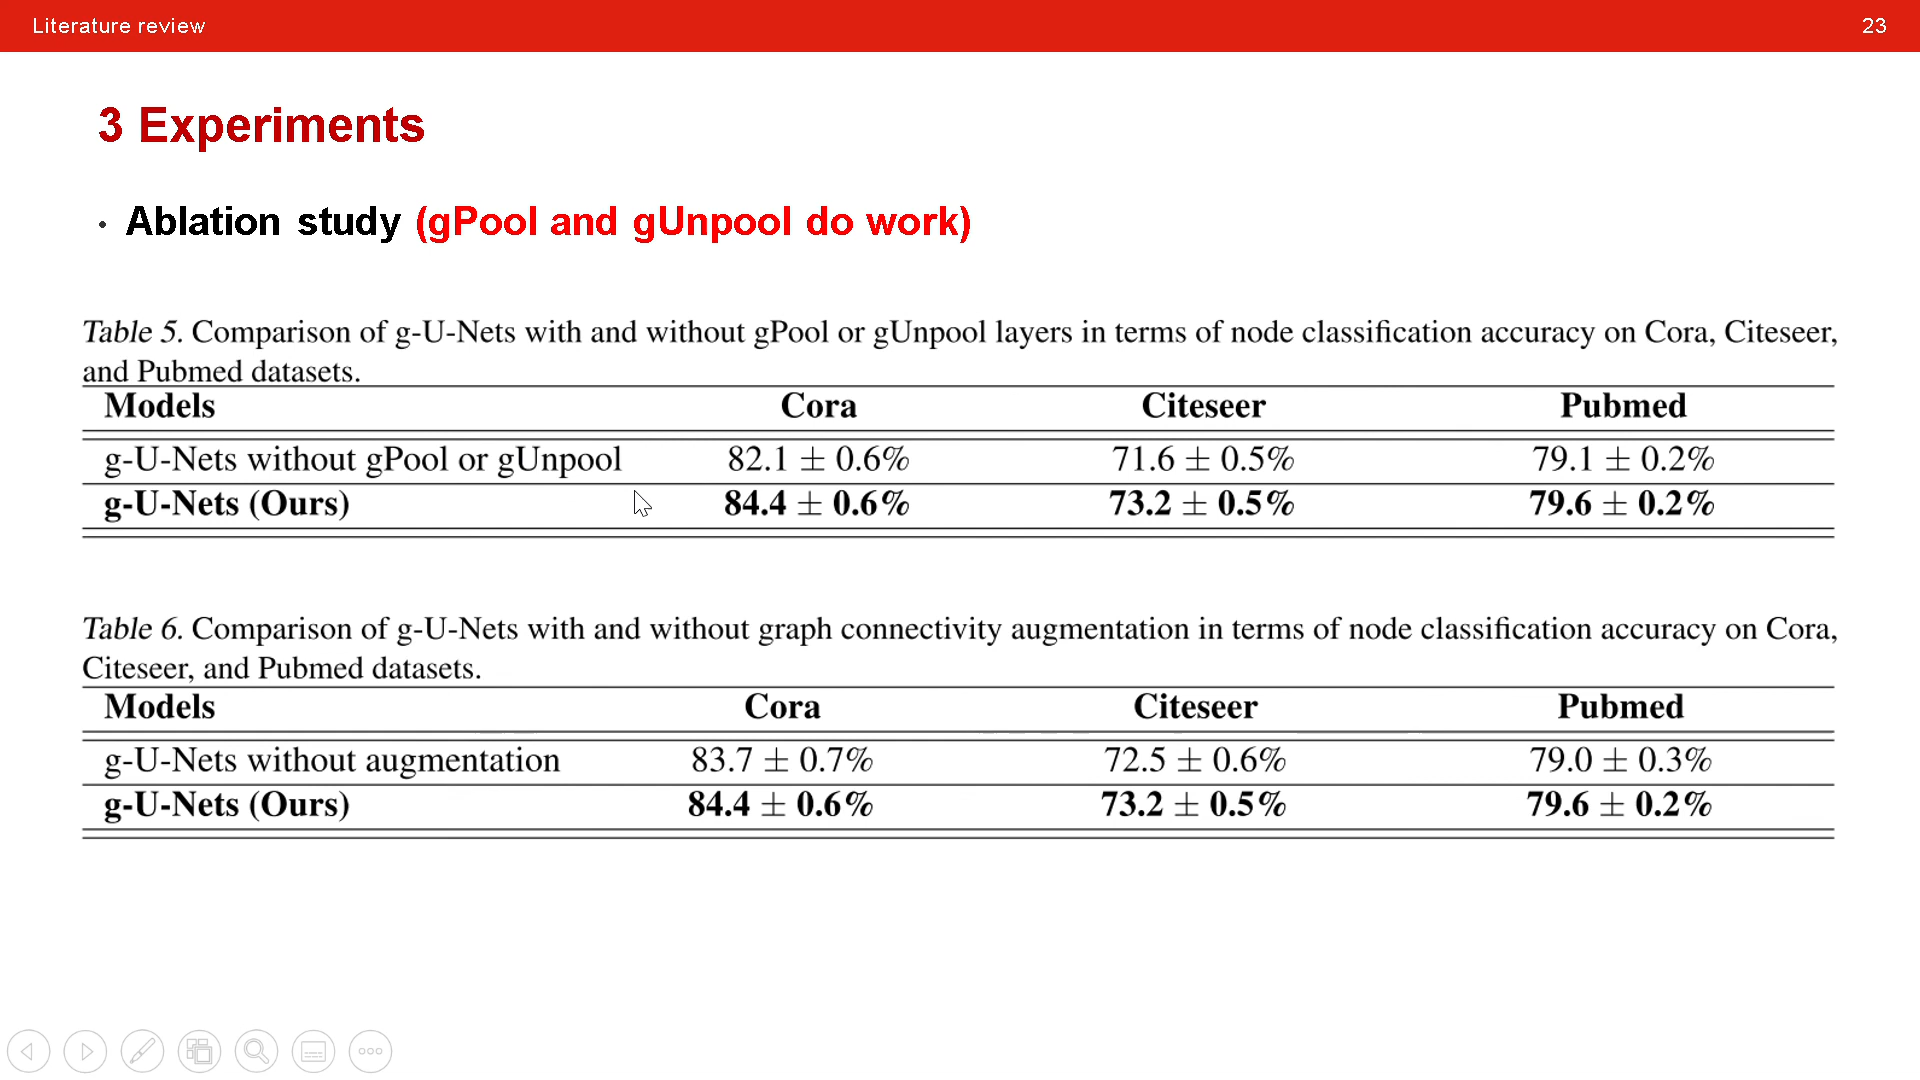 Literature review 23
3 Experiments
• Ablation study (gPool and gUnpool do work)
Table 5. Comparison of g-U-Nets with and without gPool or gUnpool layers in terms of node classification accuracy on Cora, Citeseer,
and Pubmed datasets.
Models Cora Citeseer Pubmed
g-U-Nets without gPool or gUnpool 82.1 ± 0.6% 71.6 ± 0.5% 79.1 ± 0.2%
g-U-Nets (Ours) 84.4 ± 0.6% 73.2 ± 0.5% 79.6 ± 0.2%
Table 6. Comparison of g-U-Nets with and without graph connectivity augmentation in terms of node classification accuracy on Cora,
Citeseer, and Pubmed datasets.
Models Cora Citeseer Pubmed
g-U-Nets without augmentation 83.7 ± 0.7% 72.5 ± 0.6% 79.0 ± 0.3%
g-U-Nets (Ours) 84.4 ± 0.6% 73.2 ± 0.5% 79.6 ± 0.2%